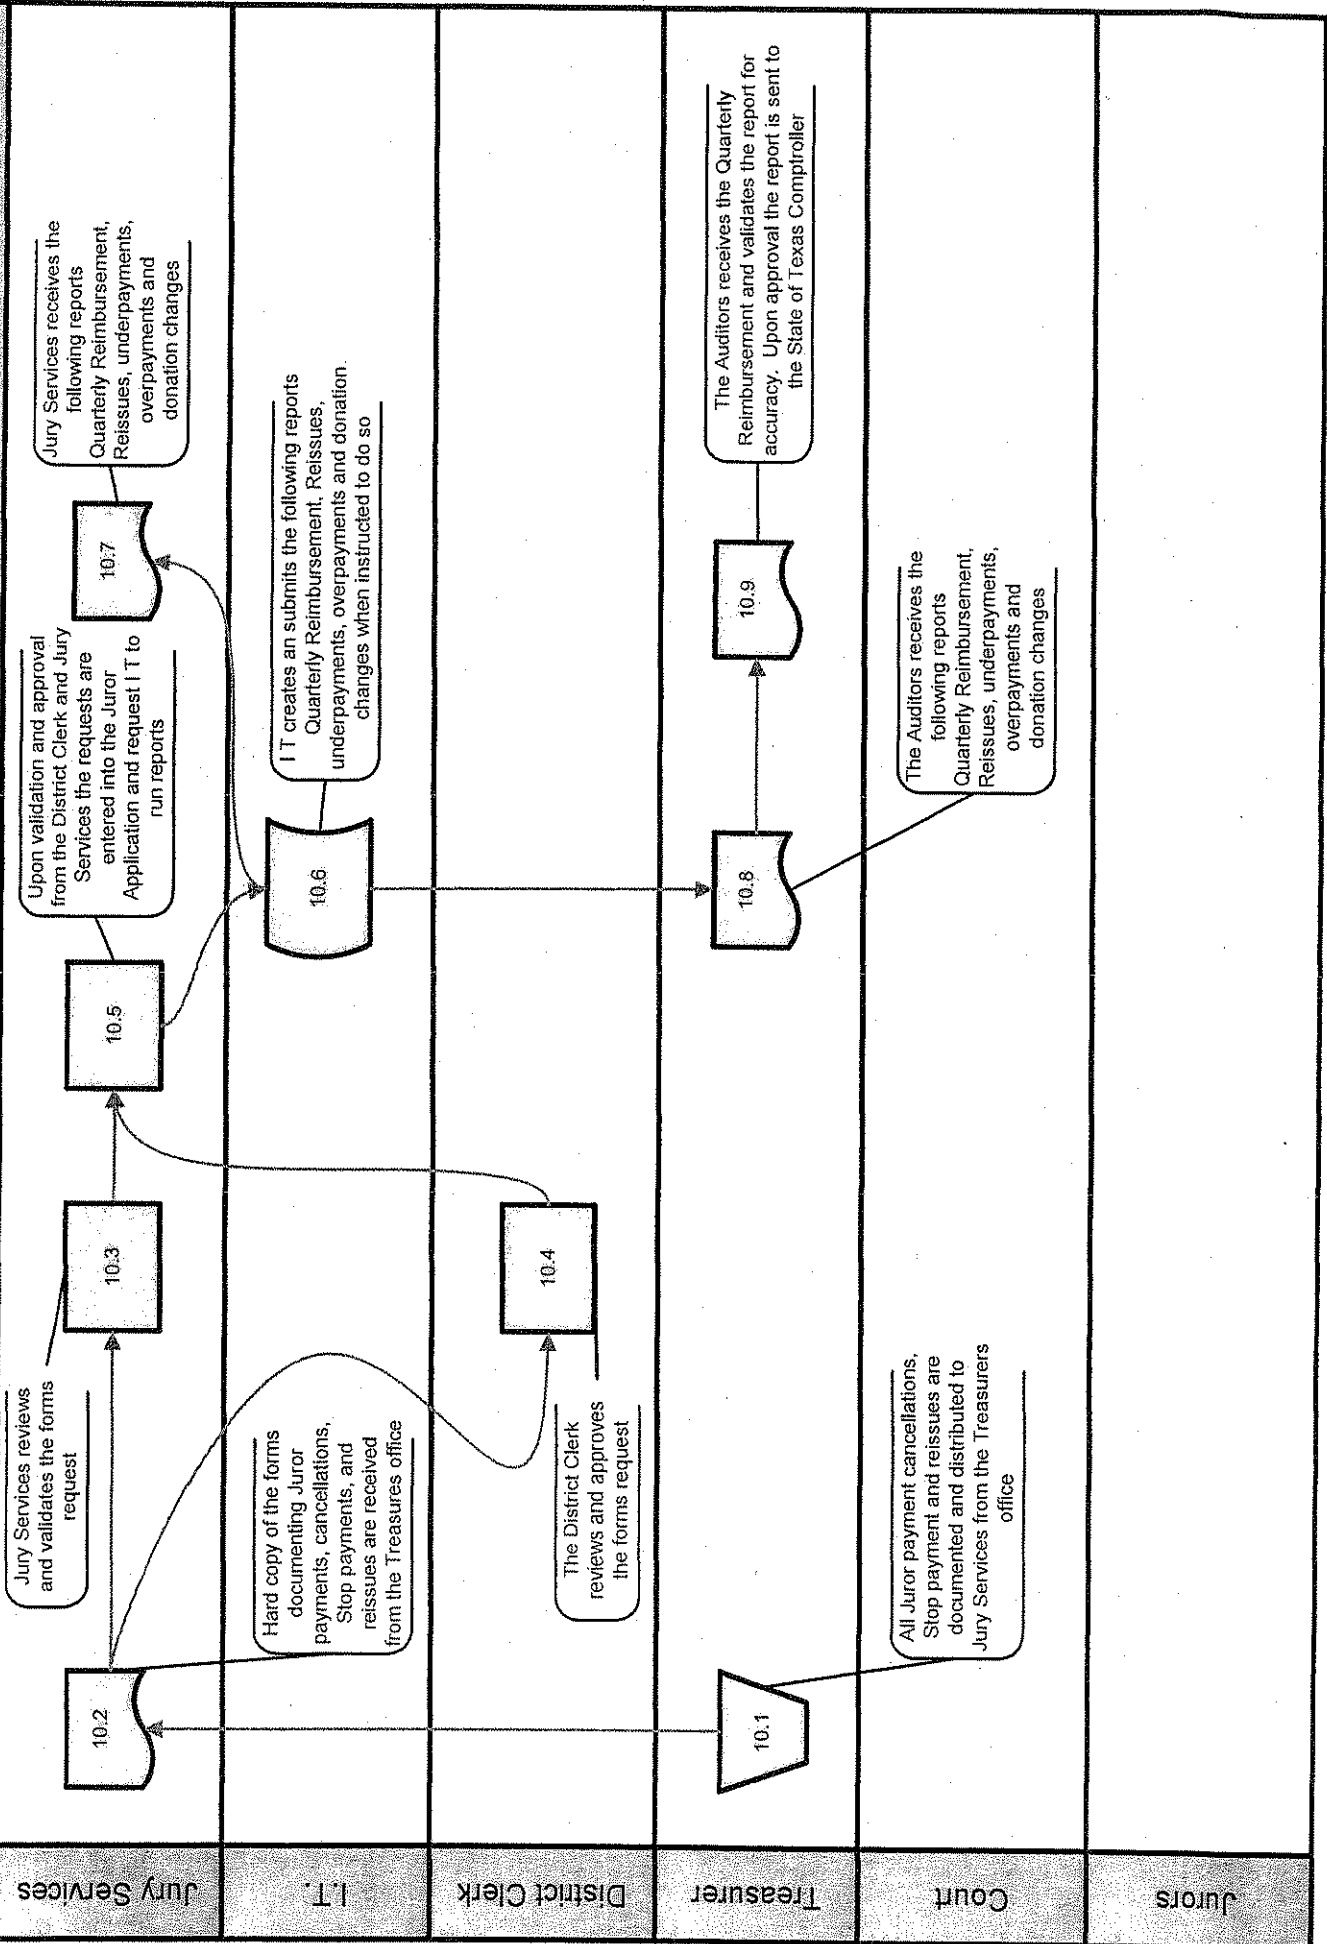 Jury Services
I.T.
District Clerk
Treasurer
Court
Jurors
10.1
All Juror payment cancellations,
Stop payment and reissues are
documented and distributed to
Jury Services from the Treasurers
office
10.2
Hard copy of the forms
documenting Juror
payments, cancellations,
Stop payments, and
reissues are received
from the Treasures office
10.3
Jury Services reviews
and validates the forms
request
10.4
The District Clerk
reviews and approves
the forms request
10.5
Upon validation and approval
from the District Clerk and Jury
Services the requests are
entered into the Juror
Application and request I T to
run reports
10.6
I T creates an submits the following reports
Quarterly Reimbursement, Reissues,
underpayments, overpayments and donation
changes when instructed to do so
10.7
Jury Services receives the
following reports
Quarterly Reimbursement,
Reissues, underpayments,
overpayments and
donation changes
10.8
The Auditors receives the
following reports
Quarterly Reimbursement,
Reissues, underpayments,
overpayments and
donation changes
10.9
The Auditors receives the Quarterly
Reimbursement and validates the report for
accuracy. Upon approval the report is sent to
the State of Texas Comptroller